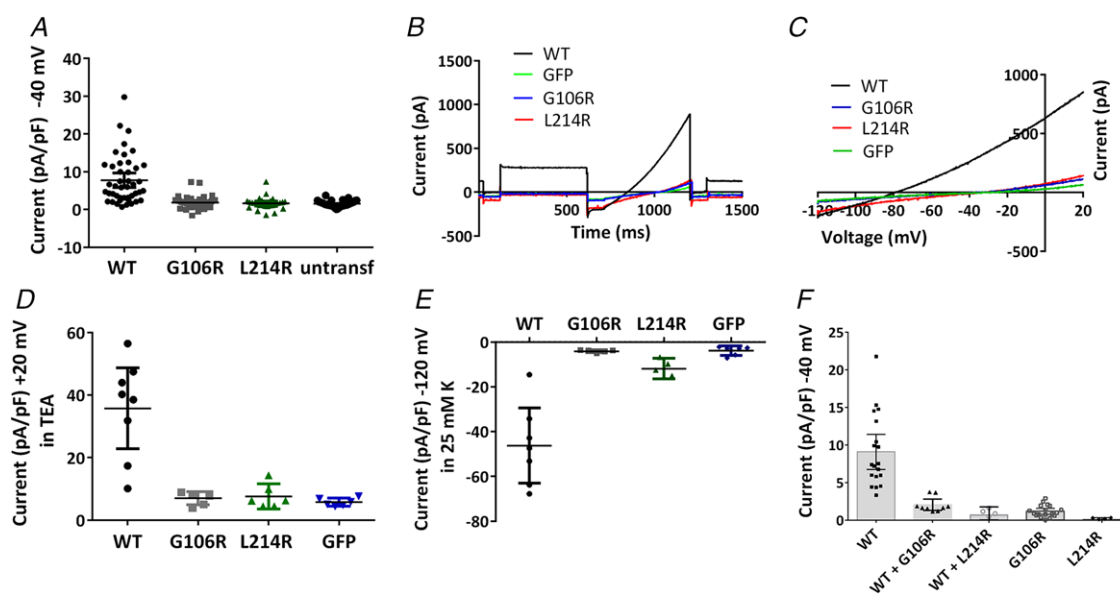 A
Current (pA/pF) -40 mV
40
30
20
10
0
-10
WT
G106R
L214R
untransf
B
Current (pA)
1500
1000
500
0
-500
WT
GFP
G106R
L214R
500
1000
1500
Time (ms)
C
WT
G106R
L214R
GFP
1000
500
-500
Current (pA)
-120
-100
-80
-60
-40
-20
20
Voltage (mV)
D
Current (pA/pF) +20 mV
in TEA
60
40
20
0
WT
G106R
L214R
GFP
E
Current (pA/pF) -120 mV
in 25 mM K
WT
G106R
L214R
GFP
0
-20
-40
-60
-80
F
Current (pA/pF) -40 mV
25
20
15
10
5
0
WT
WT + G106R
WT + L214R
G106R
L214R